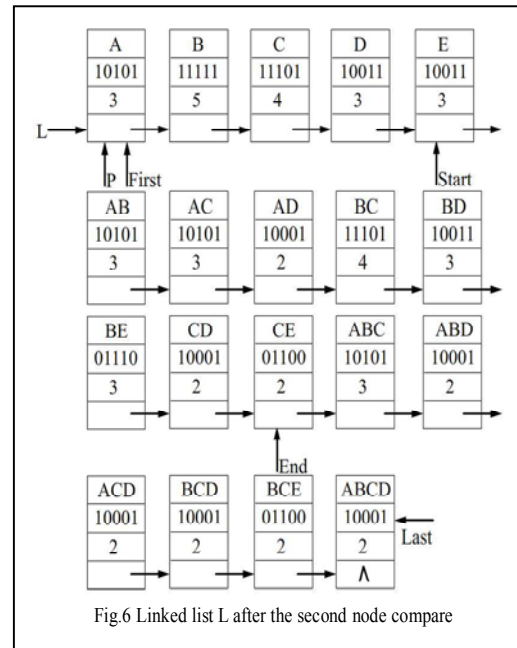 A B C D E
10101 11111 11101 10011 10011
3 5 4 3 3
L
P First Start
AB AC AD BC BD
10101 10101 10001 11101 10011
3 3 2 4 3
BE CD CE ABC ABD
01110 10001 01100 10101 10001
3 2 2 3 2
End
ACD BCD BCE ABCD
10001 10001 01100 10001
2 2 2 2
Last
Λ
Fig.6 Linked list L after the second node compare